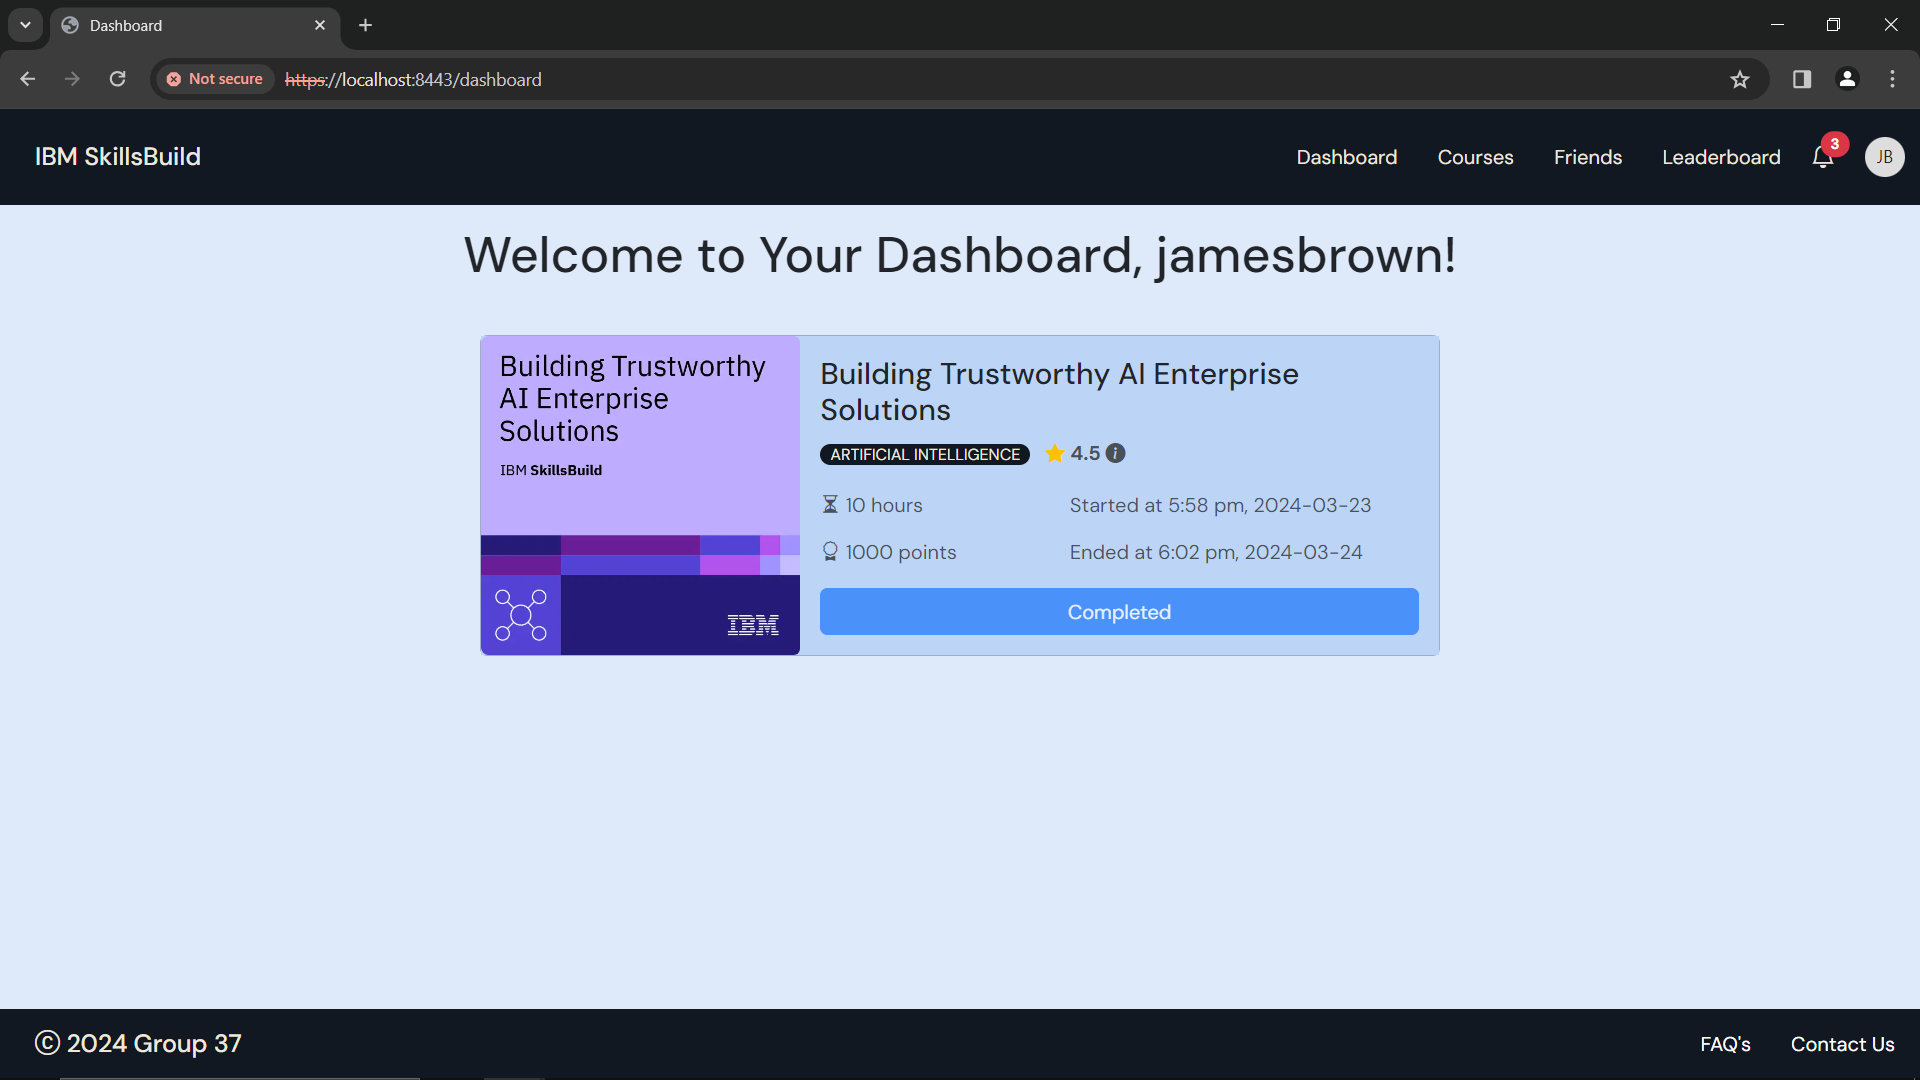 Dashboard
Not secure
https://localhost:8443/dashboard
IBM SkillsBuild
Dashboard
Courses
Friends
Leaderboard
3
JB
Welcome to Your Dashboard, jamesbrown!
Building Trustworthy
AI Enterprise
Solutions
IBM SkillsBuild
IBM
Building Trustworthy AI Enterprise
Solutions
ARTIFICIAL INTELLIGENCE
4.5
10 hours
Started at 5:58 pm, 2024-03-23
1000 points
Ended at 6:02 pm, 2024-03-24
Completed
© 2024 Group 37
FAQ's
Contact Us